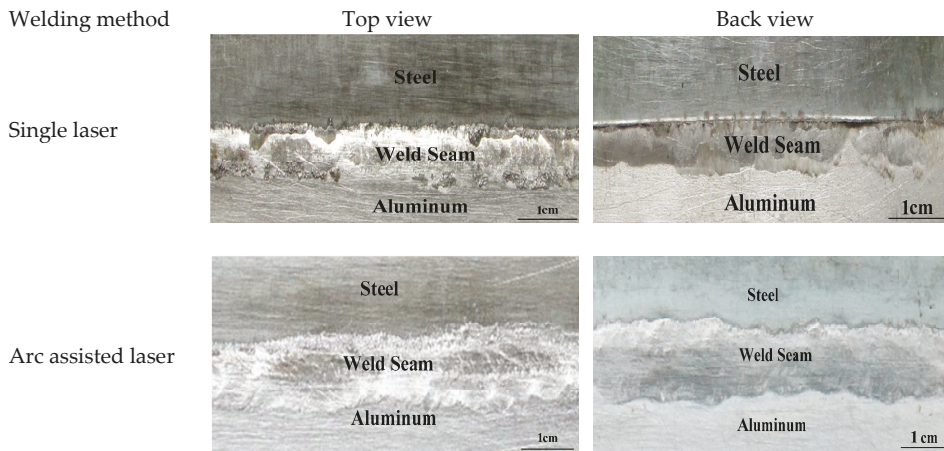 Welding method Top view Back view
Steel
Steel
Single laser
Weld Seam
Weld Seam
Aluminum
Aluminum
1cm
1cm
Steel
Steel
Arc assisted laser
Weld Seam
Weld Seam
Aluminum
Aluminum
1cm
1 cm